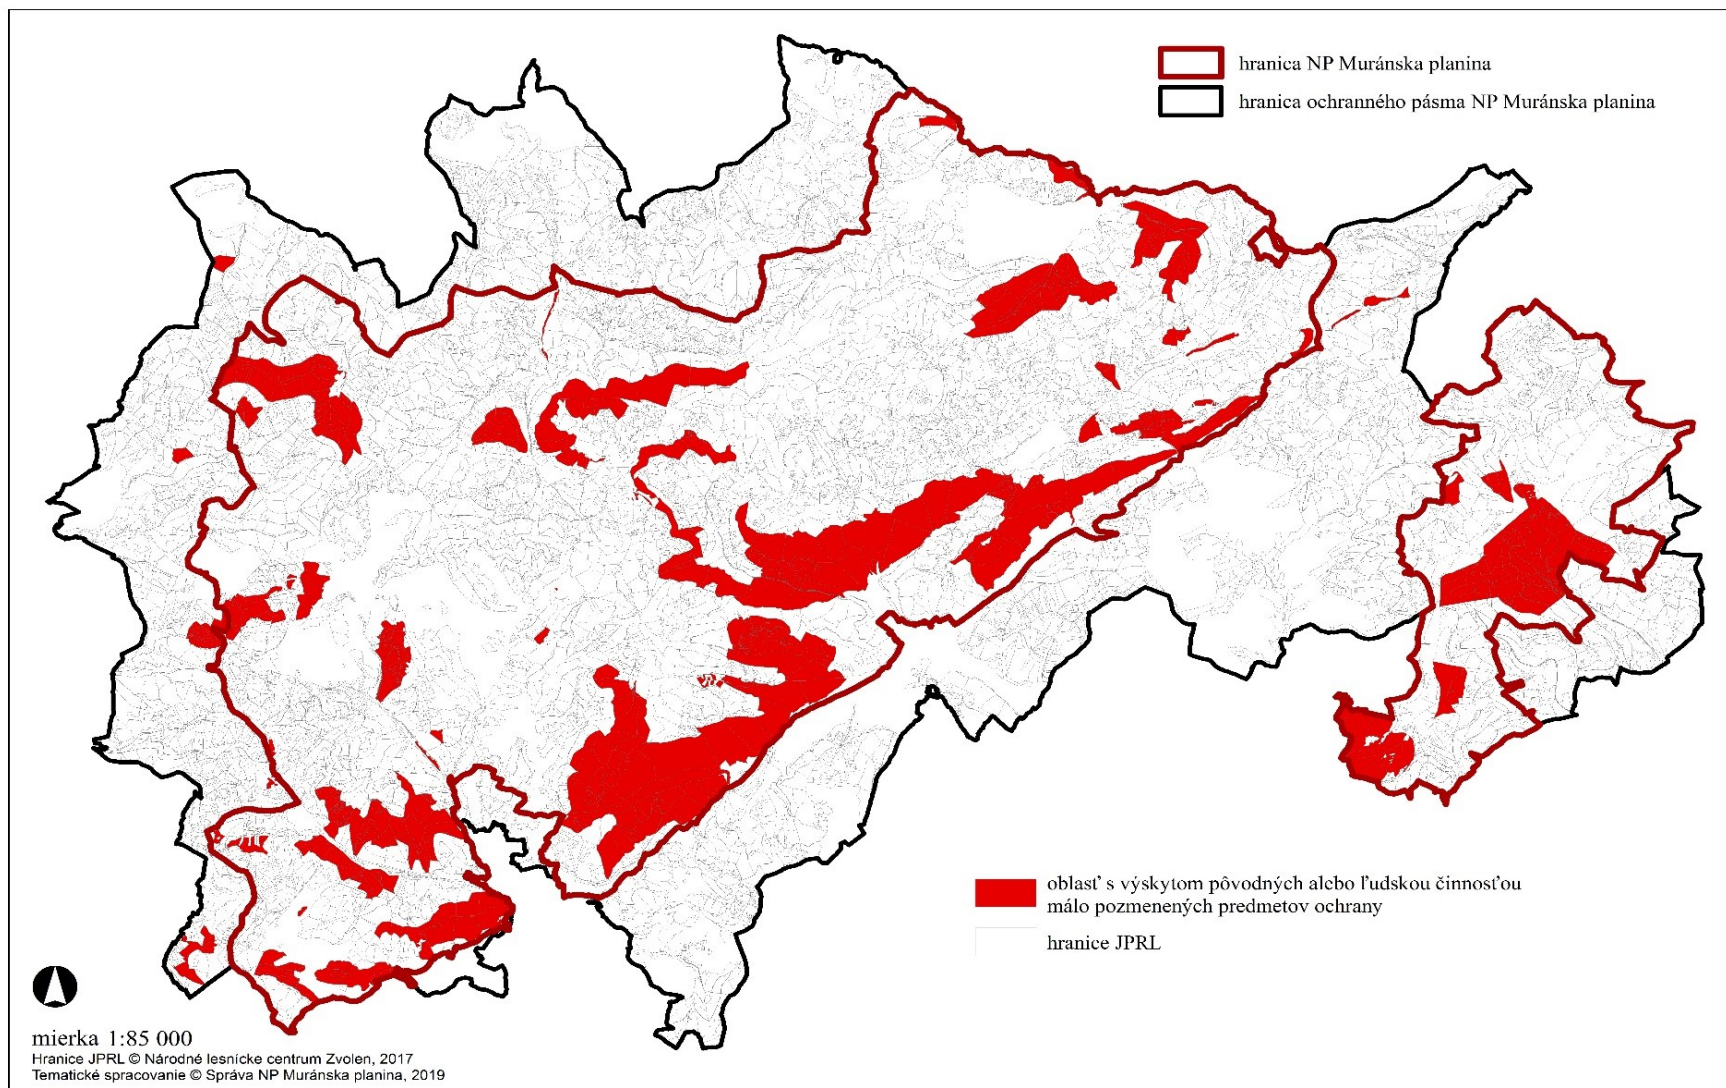 hranica NP Muránska planina
hranica ochranného pásma NP Muránska planina
oblasť s výskytom pôvodných alebo ľudskou činnosťou
málo pozmenených predmetov ochrany
hranice JPRL
mierka 1:85 000
Hranice JPRL © Národné lesnícke centrum Zvolen, 2017
Tematické spracovanie © Správa NP Muránska planina, 2019